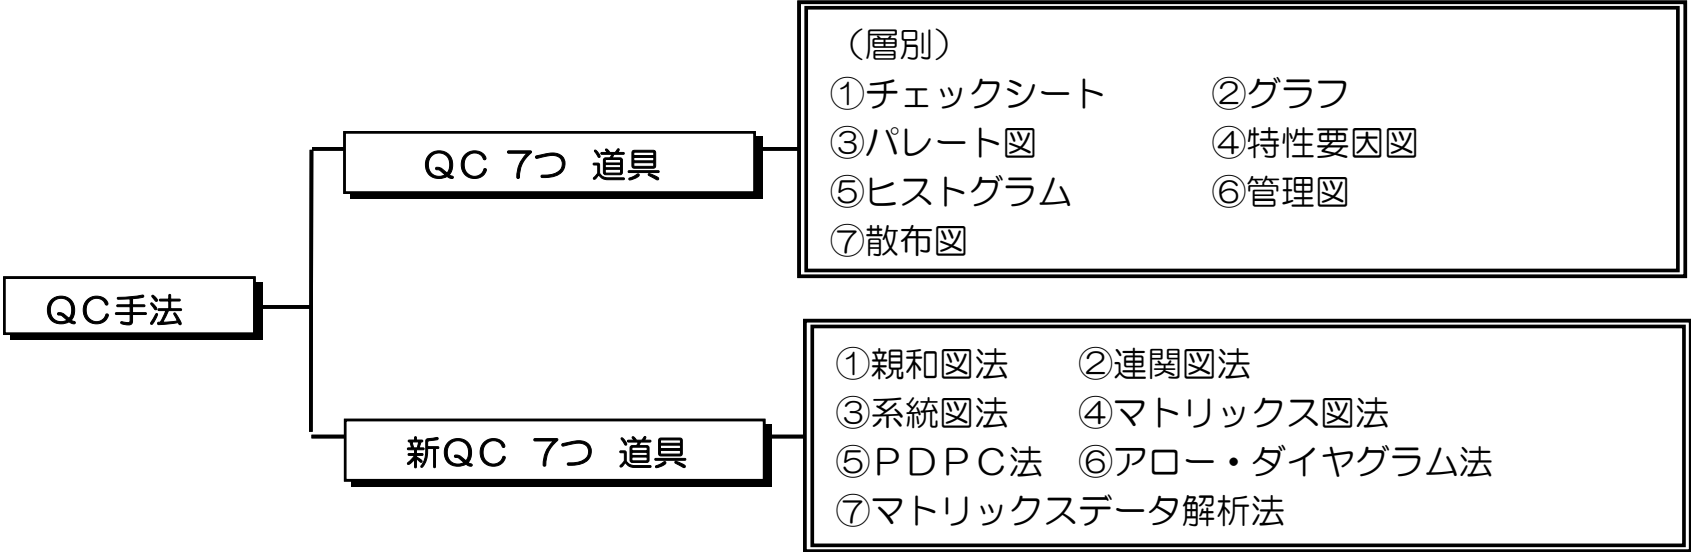 QC手法
QC 7つ 道具
（層別）
①チェックシート ②グラフ
③パレート図 ④特性要因図
⑤ヒストグラム ⑥管理図
⑦散布図
新QC 7つ 道具
①親和図法 ②連関図法
③系統図法 ④マトリックス図法
⑤PDPC法 ⑥アロー・ダイヤグラム法
⑦マトリックスデータ解析法